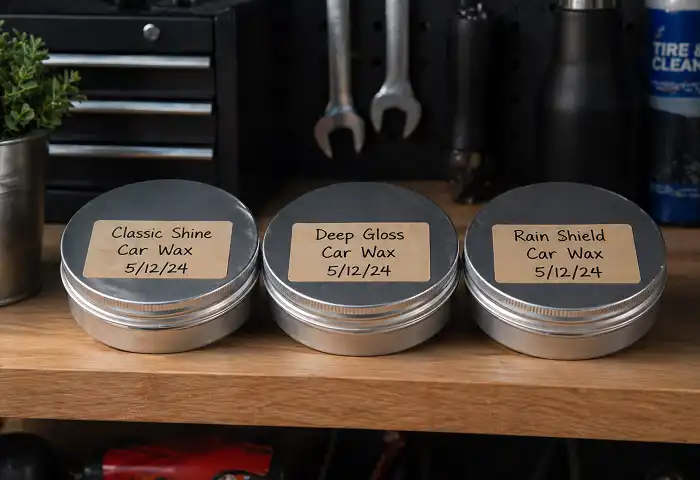 Classic Shine
Car Wax
5/12/24
Deep Gloss
Car Wax
5/12/24
Rain Shield
Car Wax
5/12/24
TIRE &
CLEAN